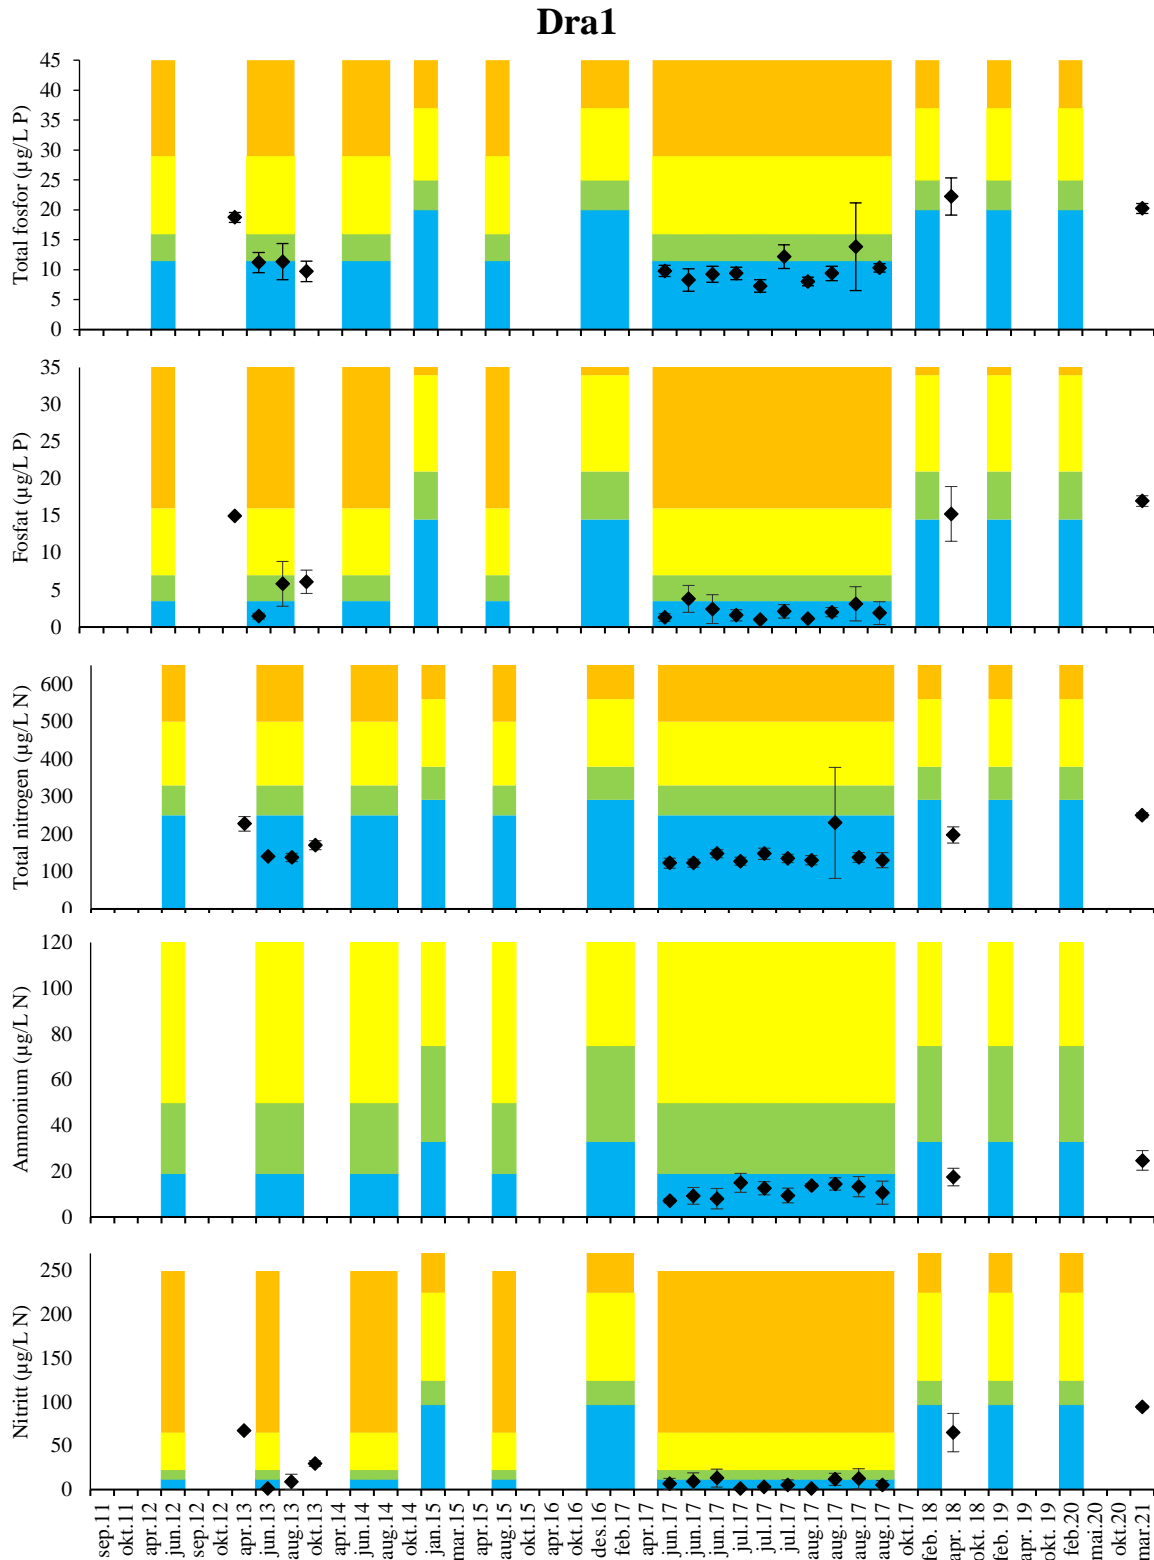 Dra1
Total fosfor (µg/L P)
45
40
35
30
25
20
15
10
5
0
Fosfat (µg/L P)
35
30
25
20
15
10
5
0
Total nitrogen (µg/L N)
600
500
400
300
200
100
0
Ammonium (µg/L N)
120
100
80
60
40
20
0
Nitritt (µg/L N)
250
200
150
100
50
0
sep.11
okt.11
apr.12
jun.12
sep.12
okt.12
apr.13
jun.13
aug.13
okt.13
apr.14
jun.14
aug.14
okt.14
jan.15
mar.15
apr.15
aug.15
okt.15
apr.16
okt.16
des.16
feb.17
apr.17
jun.17
jun.17
jun.17
jul.17
jul.17
jul.17
aug.17
aug.17
aug.17
aug.17
okt.17
feb. 18
apr. 18
okt. 18
feb. 19
apr. 19
okt.19
feb.20
mai.20
okt.20
mar.21